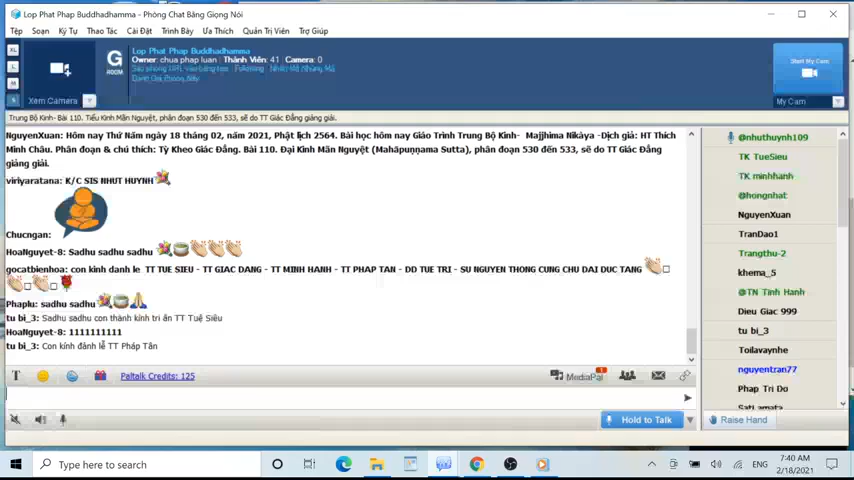 Lop Phat Phap Buddhadhamma - Phòng Chat Bằng Giọng Nói
Tệp Soạn Ký Tự Thao Tác Cài Đặt Trình Bày Ưa Thích Quản Trị Viên Trợ Giúp
G
ROOM
Lop Phat Phap Buddhadhamma
Owner: chua phap luan : Thành Viên: 41 Camera: 0
Xem Camera
Start My Cam
My Cam
Trung Bộ Kinh- Bài 110. Tiểu Kinh Mãn Nguyệt, phân đoạn 530 đến 533, sẽ do TT Giác Đẳng giảng giải.
NguyenXuan: Hôm nay Thứ Năm ngày 18 tháng 02, năm 2021, Phật lịch 2564. Bài học hôm nay Giáo Trình Trung Bộ Kinh- Majjhima Nikàya -Dịch giả: HT Thích
Minh Châu. Phân đoạn & chú thích: Tỳ Kheo Giác Đẳng. Bài 110. Đại Kinh Mãn Nguyệt (Mahāpuṇṇama Sutta), phân đoạn 530 đến 533, sẽ do TT Giác Đẳng
giảng giải.
viriyaratana: K/C SIS NHUT HUYNH
Chucngan:
HoaNguyet-8: Sadhu sadhu sadhu
gocatbienhoa: con kinh danh le TT TUE SIEU - TT GIAC DANG - TT MINH HANH - TT PHAP TAN - DD TUE TRI - SU NGUYEN THONG CUNG CHU DAI DUC TANG
Phaplu: sadhu sadhu
tu bi_3: Sadhu sadhu con thành kính tri ân TT Tuệ Siêu
HoaNguyet-8: 1111111111
tu bi_3: Con kính đảnh lễ TT Pháp Tân
@nhuthuynh109
TK TueSieu
TK minhhanh
@hongnhat
NguyenXuan
TranDao1
Trangthu-2
khema_5
@TN Tinh Hanh
Dieu Giac 999
tu bi_3
Toilavaynhe
nguyentran77
Phap Tri Do
SatiLamata
T Paltalk Credits: 125 MediaPal 1
Hold to Talk
Raise Hand
Type here to search
ENG
7:40 AM
2/18/2021